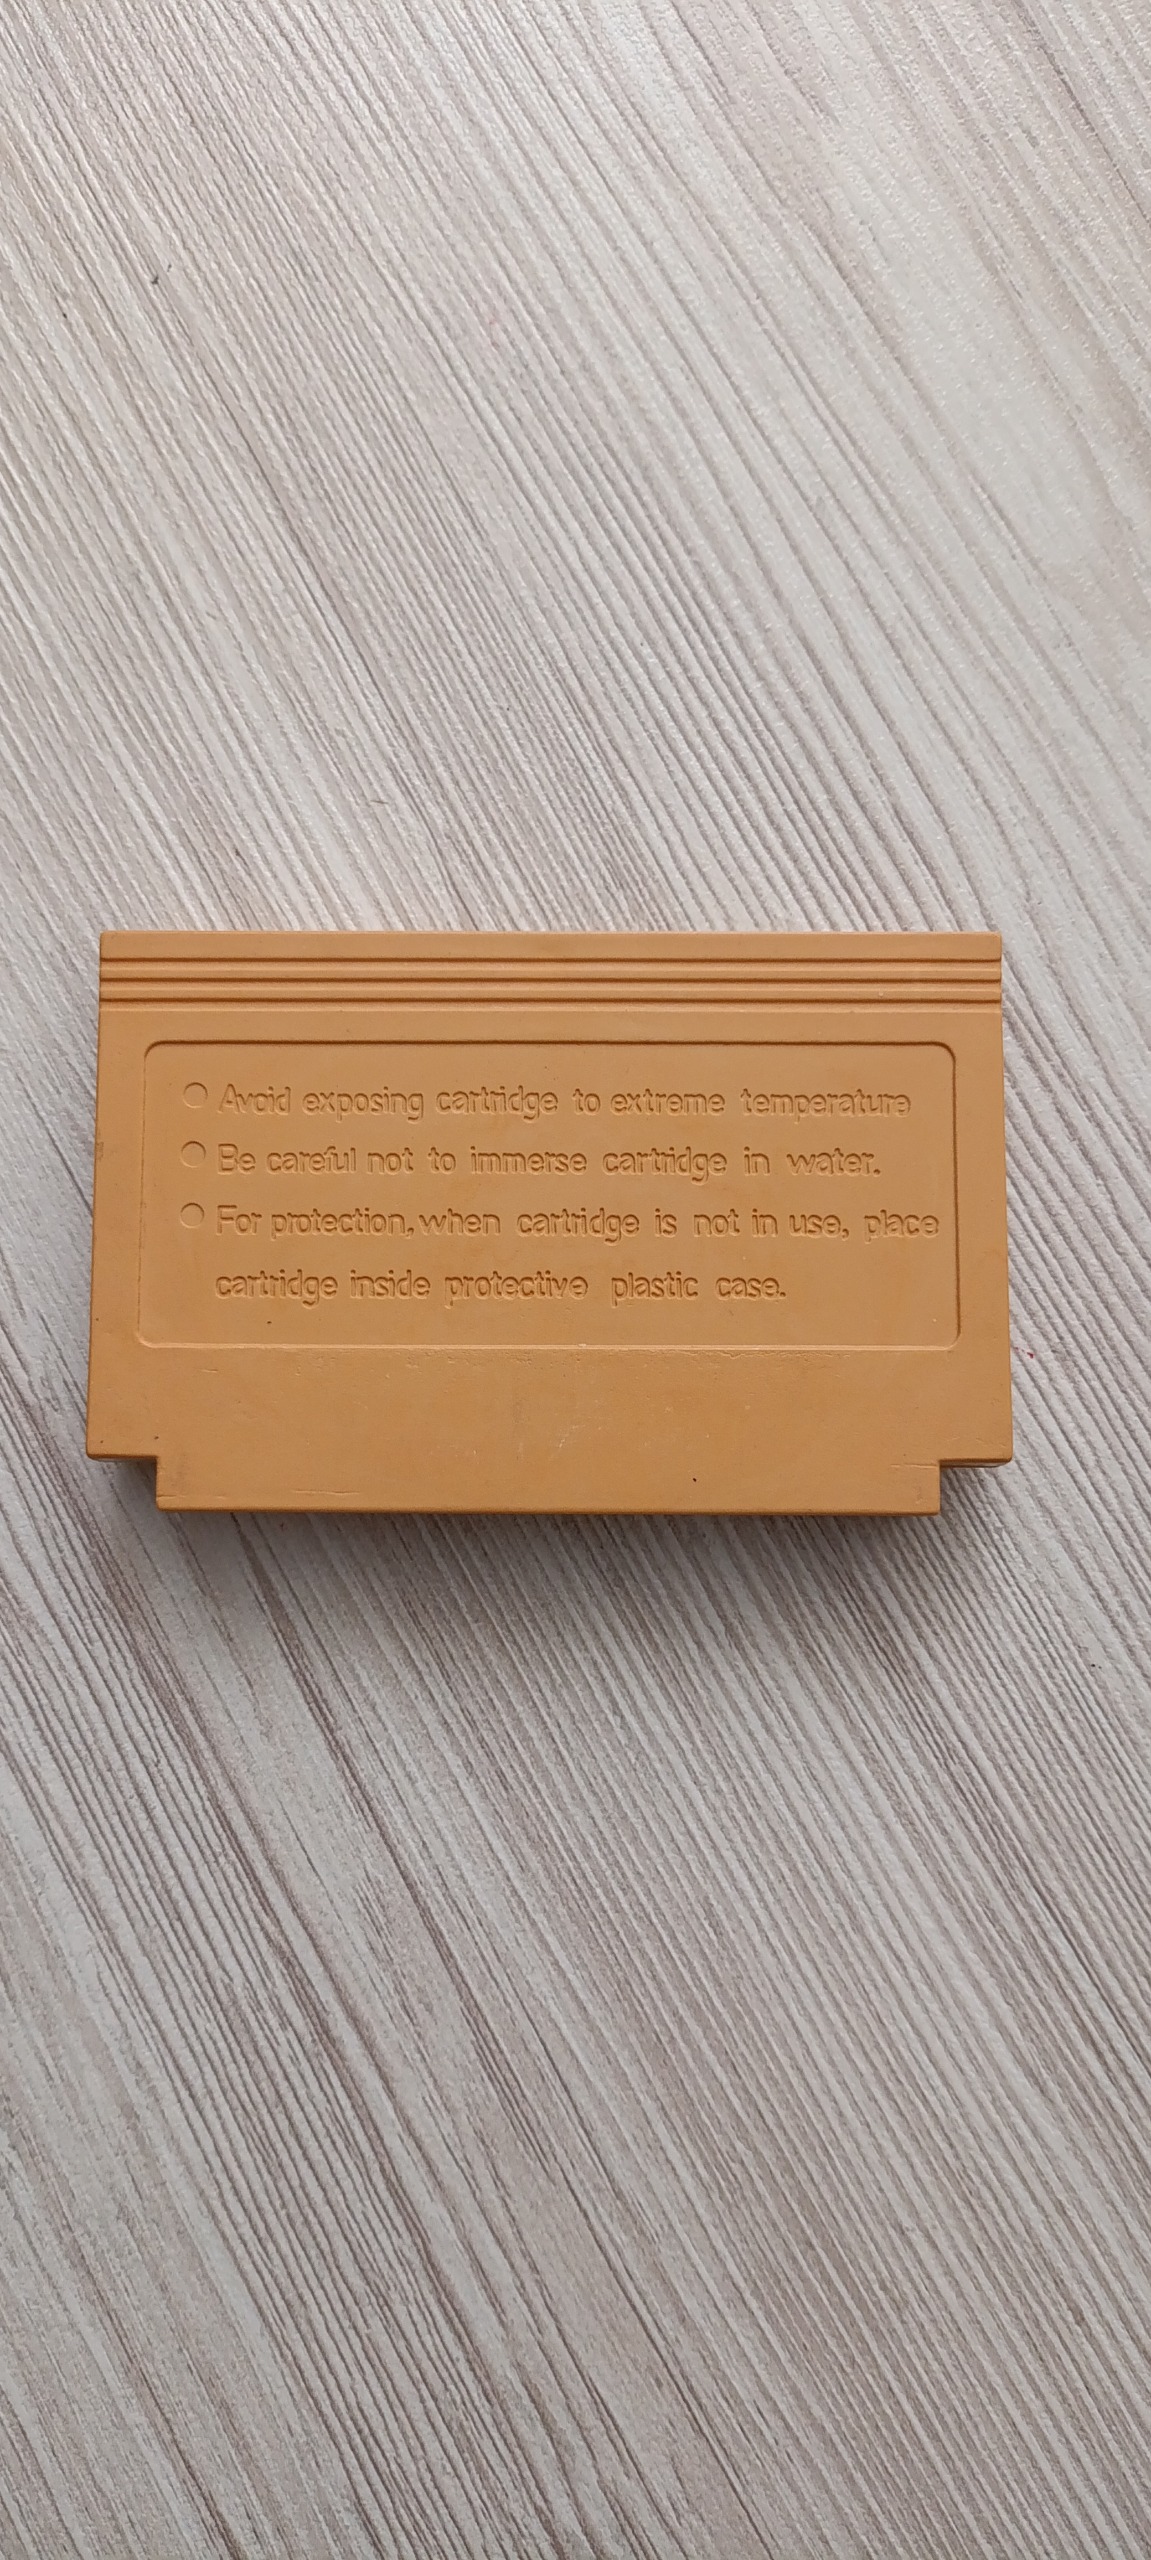 ○ Avoid exposing cartridge to extreme temperature
○ Be careful not to immerse cartridge in water.
○ For protection, when cartridge is not in use, place
cartridge inside protective plastic case.